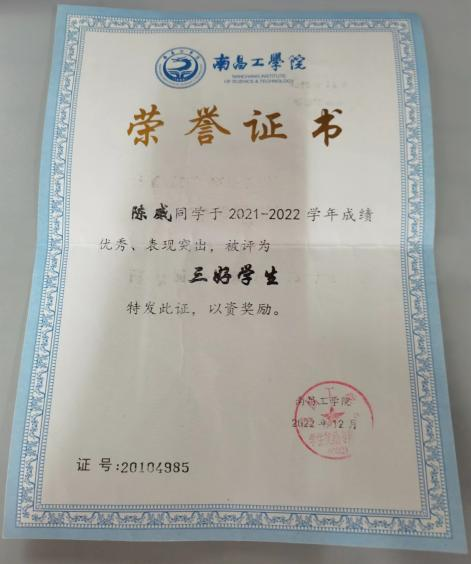 南昌工學院
NANCHANG INSTITUTE
OF SCIENCE & TECHNOLOGY
荣誉证书
陈威同学于 2021-2022 学年成绩
优秀、表现突出，被评为
三好学生
特发此证，以资奖励。
南昌工学院
2022 年 12 月
证 号:20104985